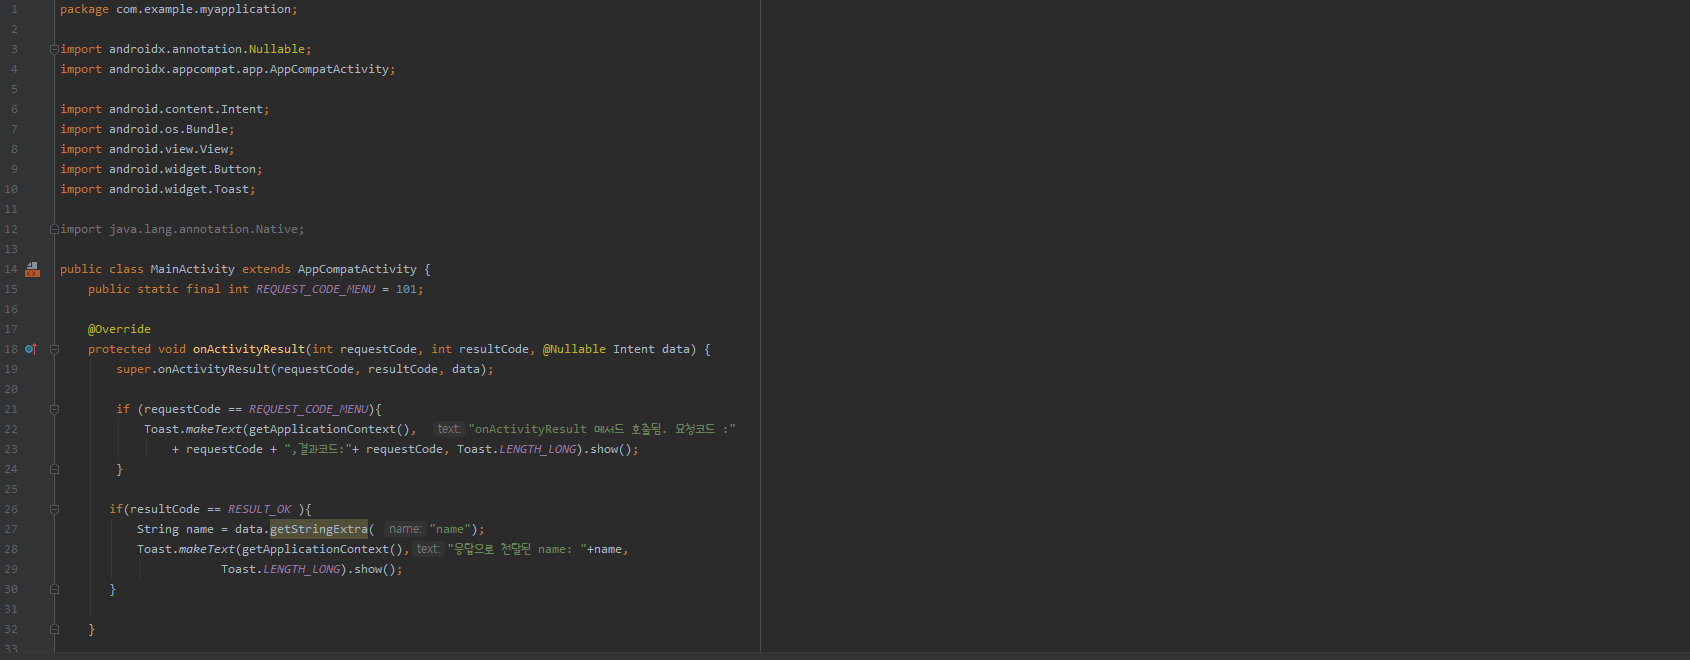 1 package com.example.myapplication;
2
3 import androidx.annotation.Nullable;
4 import androidx.appcompat.app.AppCompatActivity;
5
6 import android.content.Intent;
7 import android.os.Bundle;
8 import android.view.View;
9 import android.widget.Button;
10 import android.widget.Toast;
11
12 import java.lang.annotation.Native;
13
14 public class MainActivity extends AppCompatActivity {
15 public static final int REQUEST_CODE_MENU = 101;
16
17 @Override
18 protected void onActivityResult(int requestCode, int resultCode, @Nullable Intent data) {
19 super.onActivityResult(requestCode, resultCode, data);
20
21 if (requestCode == REQUEST_CODE_MENU){
22 Toast.makeText(getApplicationContext(), text: "onActivityResult 메서드 호출됨. 요청코드 :"
23 + requestCode + ",결과코드:"+ requestCode, Toast.LENGTH_LONG).show();
24 }
25
26 if(resultCode == RESULT_OK ){
27 String name = data.getStringExtra( name: "name");
28 Toast.makeText(getApplicationContext(), text: "응답으로 전달된 name: "+name,
29 Toast.LENGTH_LONG).show();
30 }
31
32 }
33